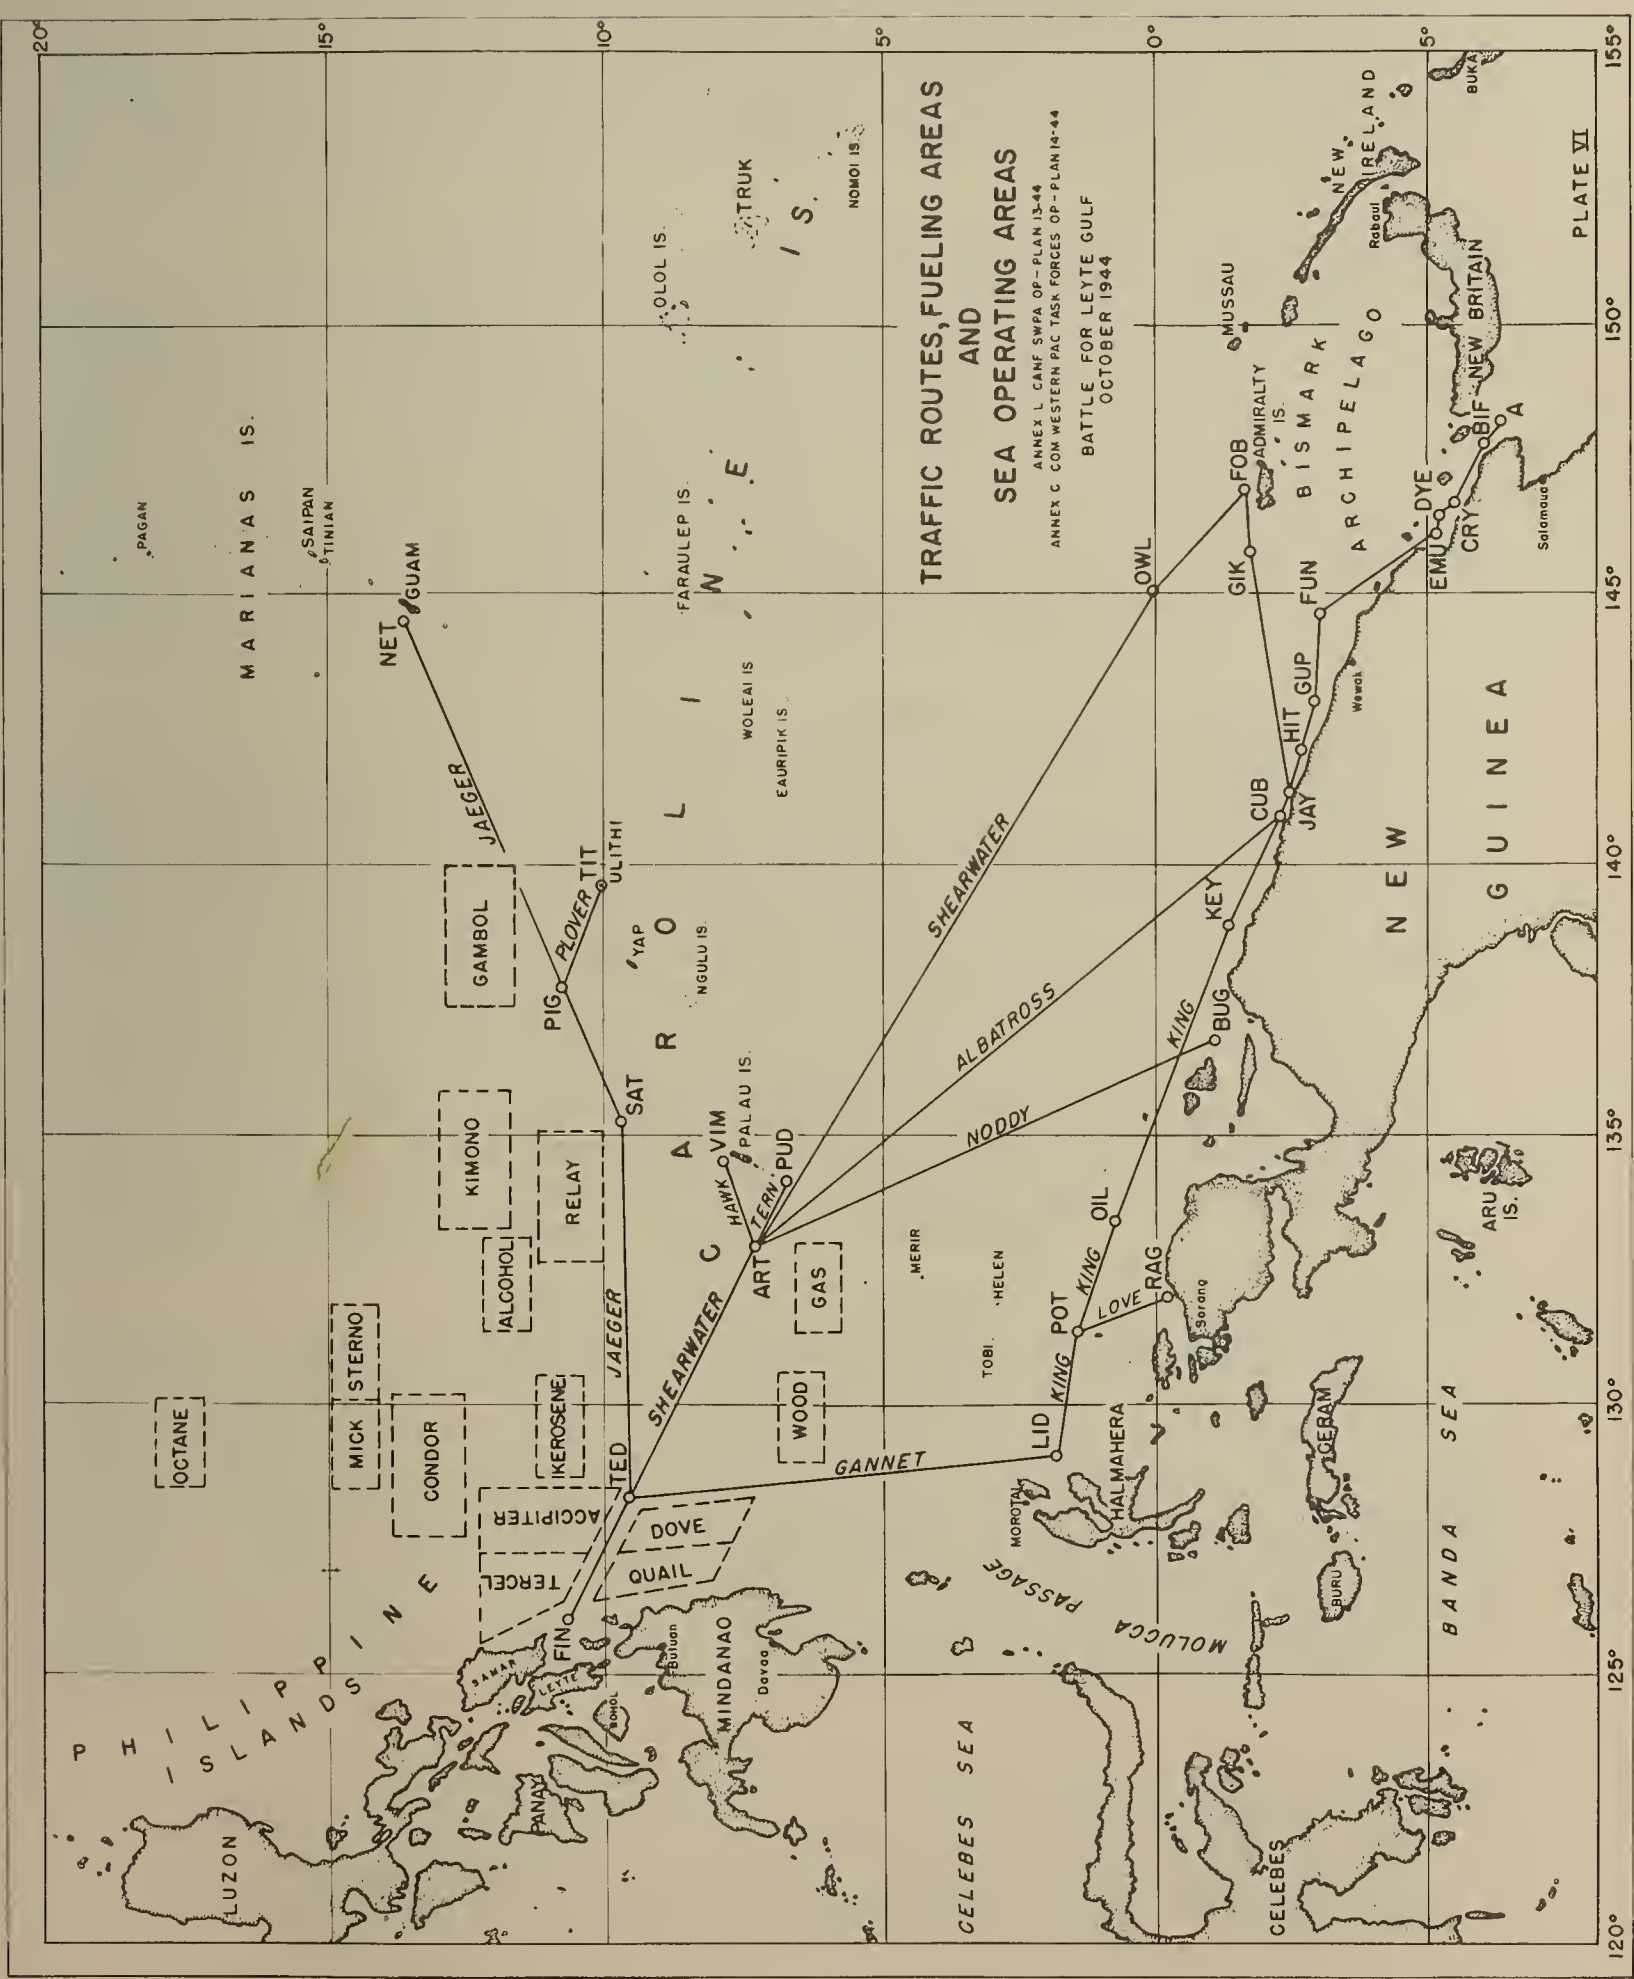 TRAFFIC ROUTES, FUELING AREAS
AND
SEA OPERATING AREAS
ANNEX L CANF SWPA OP-PLAN 13-44
ANNEX C COM WESTERN PAC TASK FORCES OP-PLAN 14-44
BATTLE FOR LEYTE GULF
OCTOBER 1944
PLATE VI
20°
15°
10°
5°
0°
5°
120°
125°
130°
135°
140°
145°
150°
155°
PHILIPPINE
ISLANDS
LUZON
SAMAR
LEYTE
PANAY
BOHOL
MINDANAO
Butuan
Davao
OCTANE
MICK
STERNO
CONDOR
ALCOHOL
KEROSENE
KIMONO
RELAY
GAMBOL
ACCIPITER
TERCEL
DOVE
QUAIL
WOOD
GAS
FIN
TED
SAT
PIG
TIT
ULITHI
NET
GUAM
JAEGER
JAEGER
PLOVER
MARIANAS IS.
PAGAN
SAIPAN
TINIAN
CAROLINE IS.
YAP
NGULU IS.
FARAULEP IS.
WOLEAI IS
EAURIPIK IS
OLOL IS.
TRUK
NOMOI IS.
VIM
PALAU IS.
HAWK
TERN
PUD
ART
SHEARWATER
SHEARWATER
ALBATROSS
NODDY
GANNET
MERIR
HELEN
TOBI
LID
POT
OIL
RAG
KING
KING
KING
LOVE
BUG
KEY
CUB
JAY
HIT
GUP
FUN
GIK
FOB
OWL
EMU
DYE
CRY
BIF
A
MUSSAU
ADMIRALTY
IS.
BISMARK
ARCHIPELAGO
NEW
IRELAND
Rabaul
NEW BRITAIN
BUKA
Salamaua
Wewak
NEW
GUINEA
Sorong
MOROTAI
HALMAHERA
MOLUCCA PASSAGE
CERAM
BURU
BANDA SEA
ARU
IS.
CELEBES SEA
CELEBES